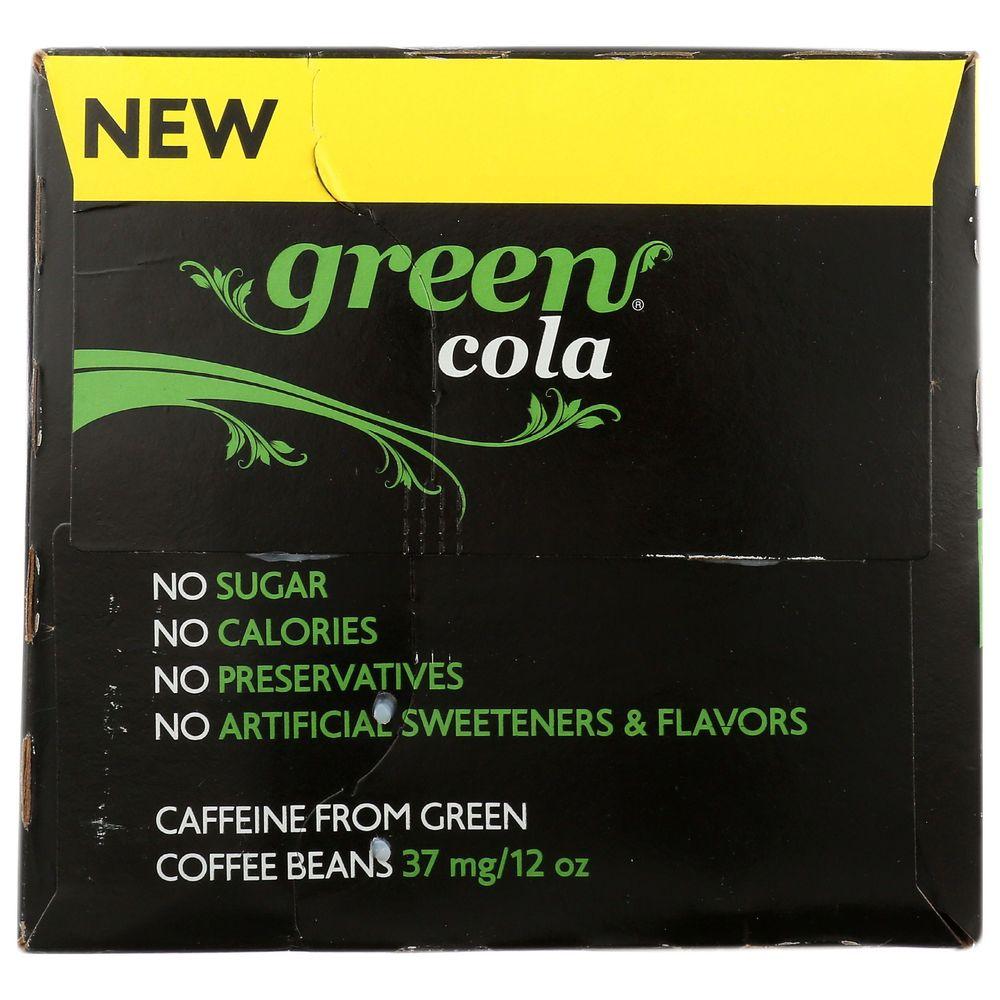 NEW
green®
cola
NO SUGAR
NO CALORIES
NO PRESERVATIVES
NO ARTIFICIAL SWEETENERS & FLAVORS
CAFFEINE FROM GREEN
COFFEE BEANS 37 mg/12 oz